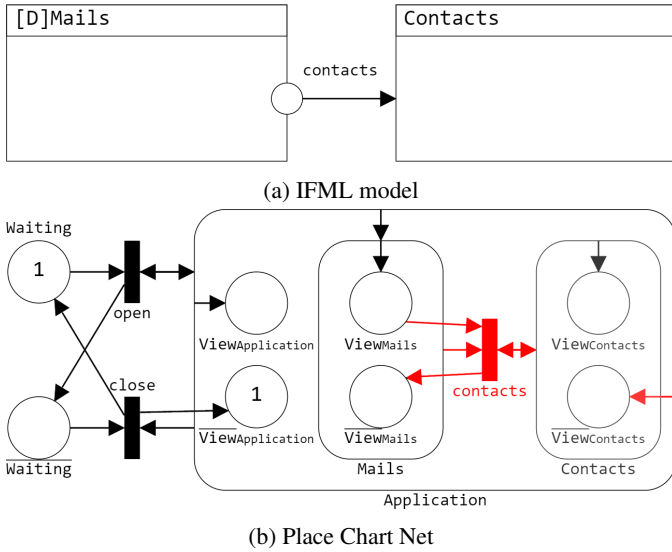 [D]Mails
Contacts
contacts
(a) IFML model
Waiting
1
open
ViewApplication
ViewMails
ViewContacts
contacts
close
1
Waiting
ViewApplication
ViewMails
ViewContacts
Mails
Contacts
Application
(b) Place Chart Net